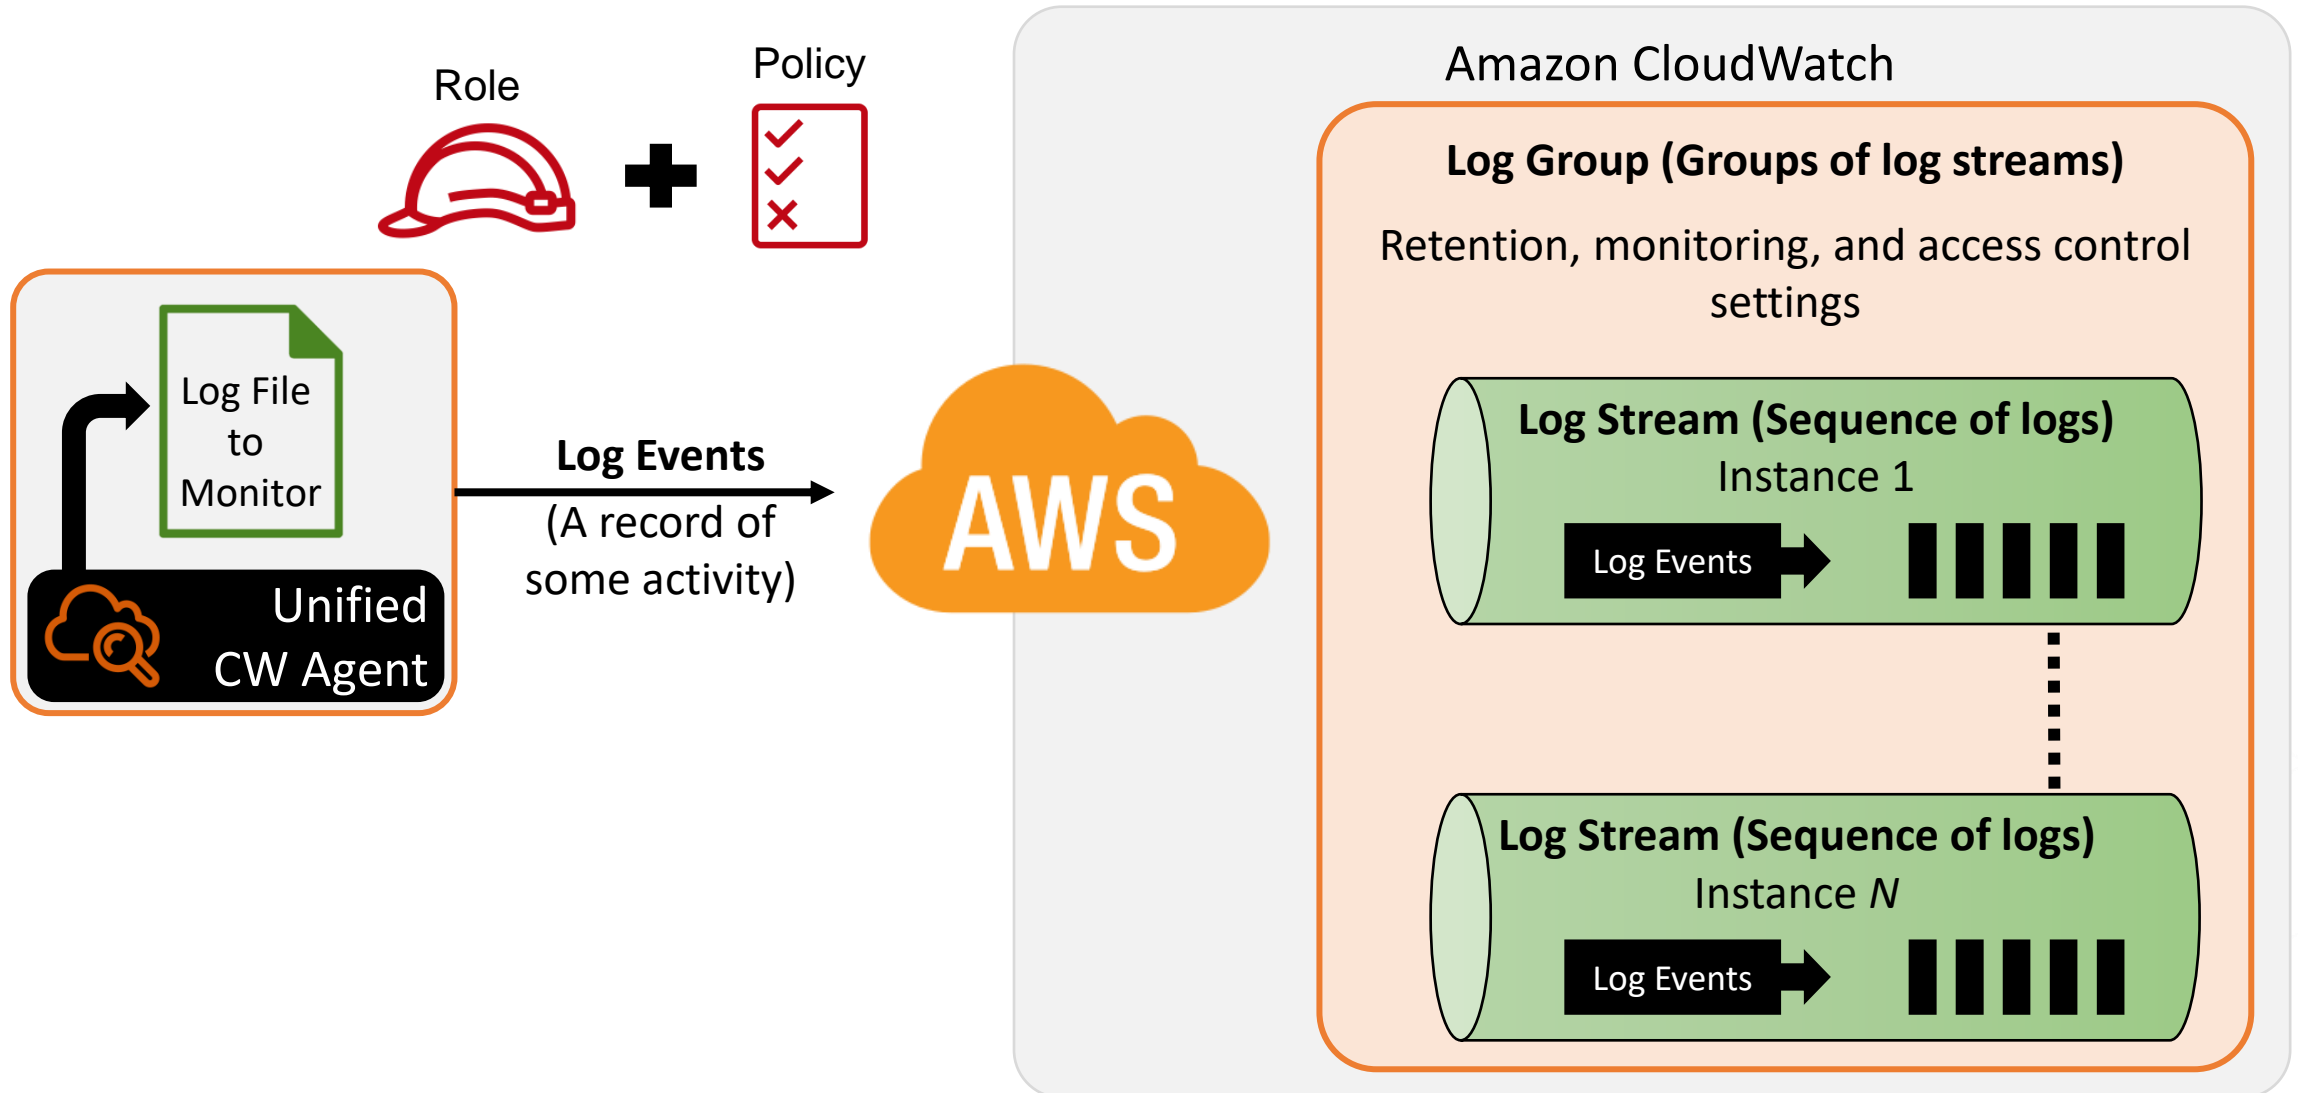 Role
Policy
Log File
to
Monitor
Unified
CW Agent
Log Events
(A record of
some activity)
AWS
Amazon CloudWatch
Log Group (Groups of log streams)
Retention, monitoring, and access control
settings
Log Stream (Sequence of logs)
Instance 1
Log Events
Log Stream (Sequence of logs)
Instance N
Log Events